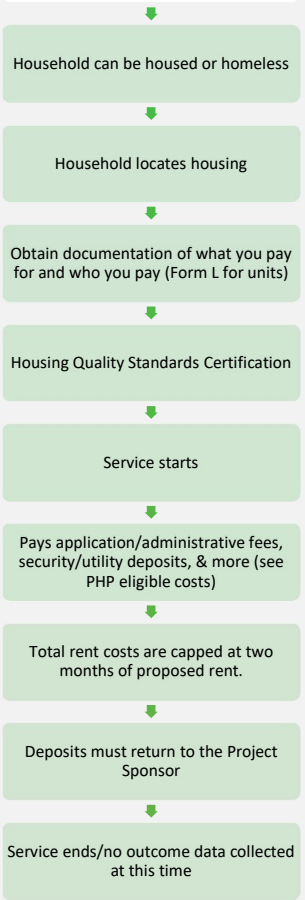 Household can be housed or homeless
Household locates housing
Obtain documentation of what you pay
for and who you pay (Form L for units)
Housing Quality Standards Certification
Service starts
Pays application/administrative fees,
security/utility deposits, & more (see
PHP eligible costs)
Total rent costs are capped at two
months of proposed rent.
Deposits must return to the Project
Sponsor
Service ends/no outcome data collected
at this time